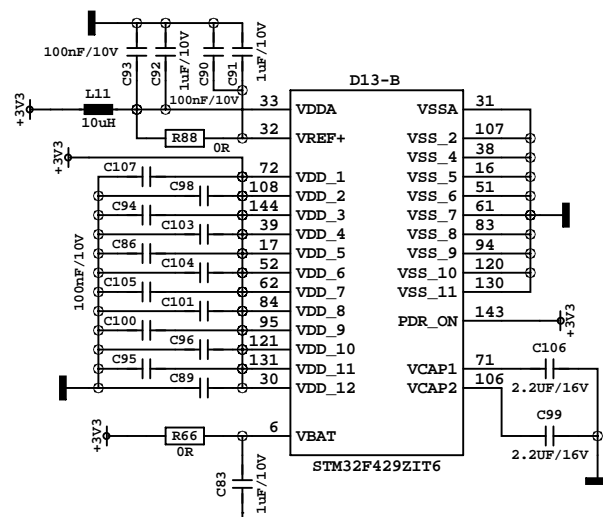 D13-B
100nF/10V
C93
C92
1uF/10V
C90
C91
1uF/10V
100nF/10V
+3V3
L11
10uH
R88
0R
33 VDDA
32 VREF+
+3V3
C107
72 VDD_1
C98
108 VDD_2
C94
144 VDD_3
C103
39 VDD_4
C86
17 VDD_5
C104
52 VDD_6
C105
62 VDD_7
C101
84 VDD_8
C100
95 VDD_9
C96
121 VDD_10
C95
131 VDD_11
C89
30 VDD_12
100nF/10V
+3V3
R66
0R
6 VBAT
C83
1uF/10V
VSSA 31
VSS_2 107
VSS_4 38
VSS_5 16
VSS_6 51
VSS_7 61
VSS_8 83
VSS_9 94
VSS_10 120
VSS_11 130
PDR_ON 143
+3V3
VCAP1 71
C106
2.2UF/16V
VCAP2 106
C99
2.2UF/16V
STM32F429ZIT6